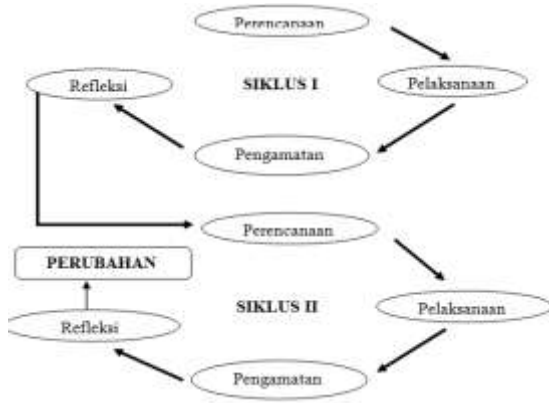 Perencanaan
Refleksi
SIKLUS I
Pelaksanaan
Pengamatan
Perencanaan
PERUBAHAN
SIKLUS II
Pelaksanaan
Refleksi
Pengamatan